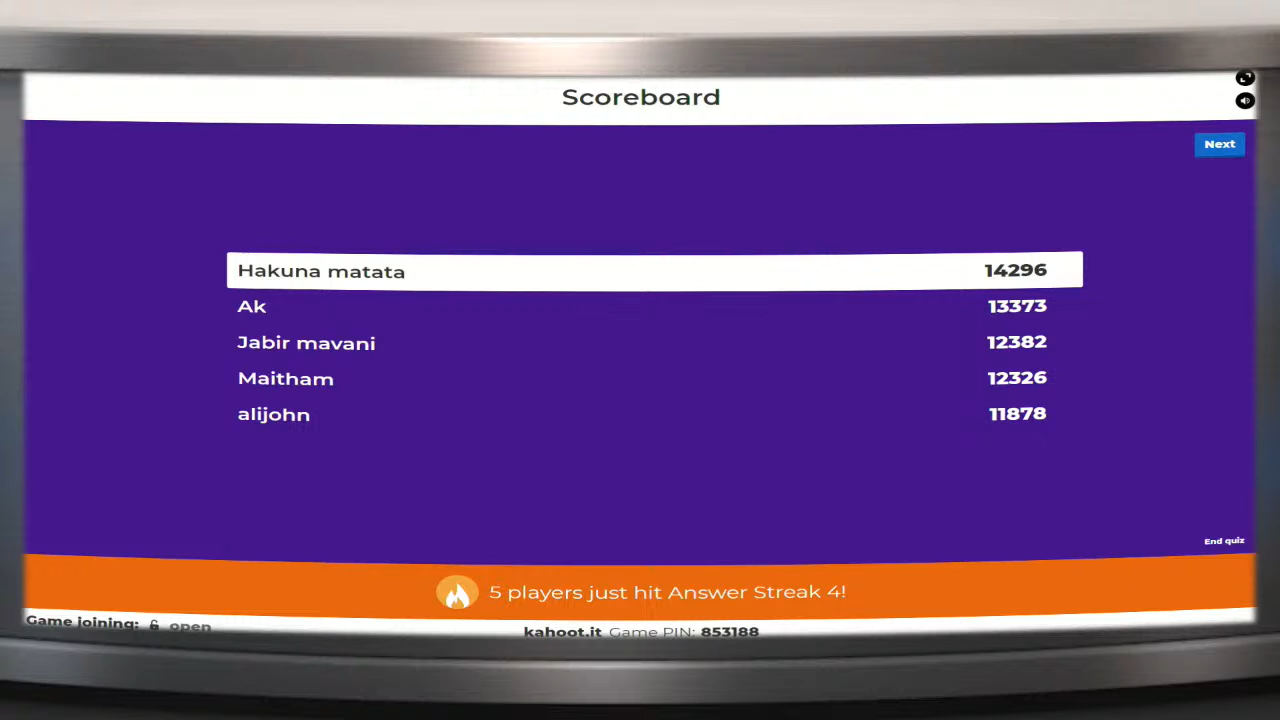 Scoreboard
Next
Hakuna matata 14296
Ak 13373
Jabir mavani 12382
Maitham 12326
alijohn 11878
End quiz
5 players just hit Answer Streak 4!
Game joining: open
kahoot.it Game PIN: 853188